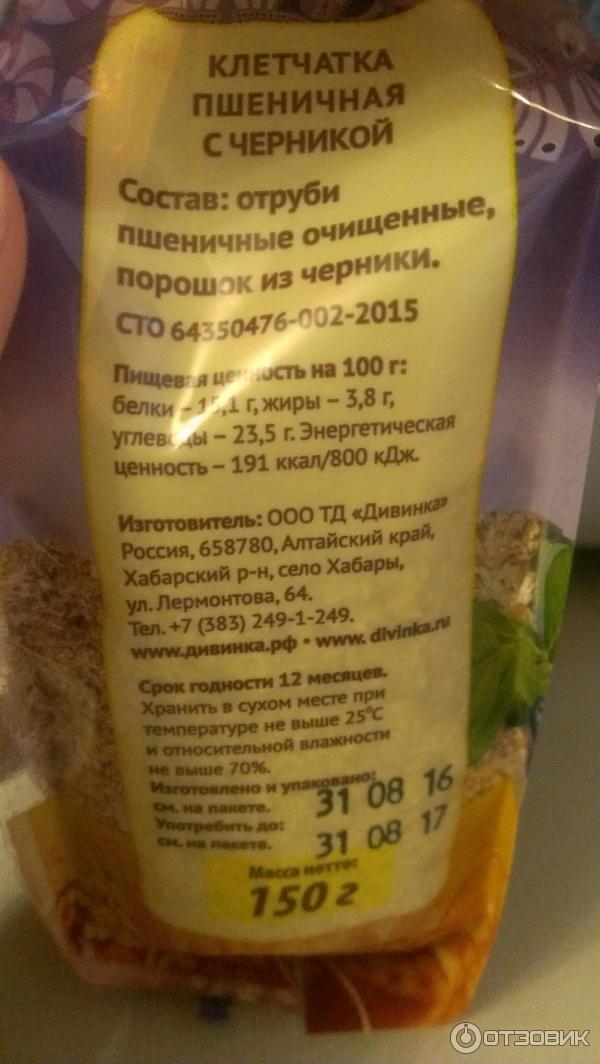 КЛЕТЧАТКА
ПШЕНИЧНАЯ
С ЧЕРНИКОЙ
Состав: отруби
пшеничные очищенные,
порошок из черники.
СТО 64350476-002-2015
Пищевая ценность на 100 г:
белки – 15,1 г, жиры – 3,8 г,
углеводы – 23,5 г. Энергетическая
ценность – 191 ккал/800 кДж.
Изготовитель: ООО ТД «Дивинка»
Россия, 658780, Алтайский край,
Хабарский р-н, село Хабары,
ул. Лермонтова, 64.
Тел. +7 (383) 249-1-249.
www.дивинка.рф • www. divinka.ru
Срок годности 12 месяцев.
Хранить в сухом месте при
температуре не выше 25°С
и относительной влажности
не выше 70%.
Изготовлено и упаковано:
см. на пакете. 31 08 16
Употребить до:
см. на пакете. 31 08 17
Масса нетто:
150 г
ОТЗОВИК